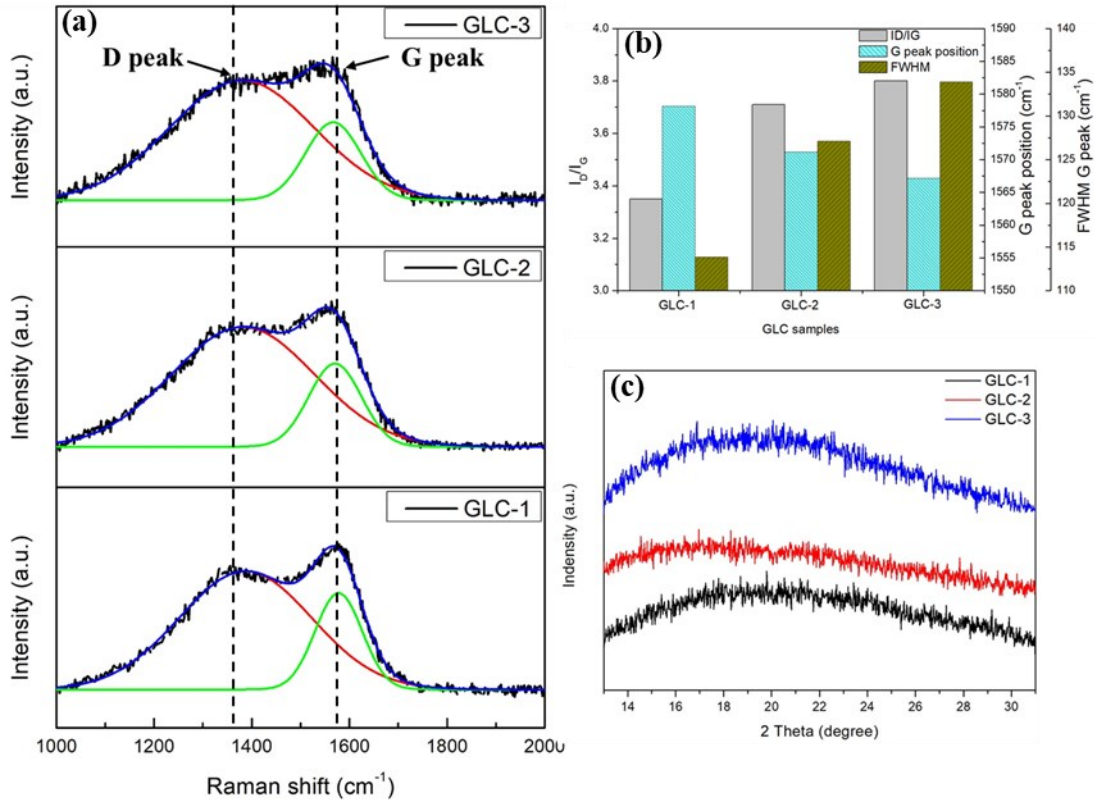 (a)
GLC-3
D peak
G peak
Intensity (a.u.)
GLC-2
Intensity (a.u.)
GLC-1
Intensity (a.u.)
1000 1200 1400 1600 1800 2000
Raman shift (cm⁻¹)
(b)
ID/IG
G peak position
FWHM
4.0
3.8
3.6
3.4
3.2
3.0
I_D/I_G
1590
1585
1580
1575
1570
1565
1560
1555
1550
G peak position (cm⁻¹)
140
135
130
125
120
115
110
FWHM G peak (cm⁻¹)
GLC-1 GLC-2 GLC-3
GLC samples
(c)
GLC-1
GLC-2
GLC-3
Indensity (a.u.)
14 16 18 20 22 24 26 28 30
2 Theta (degree)